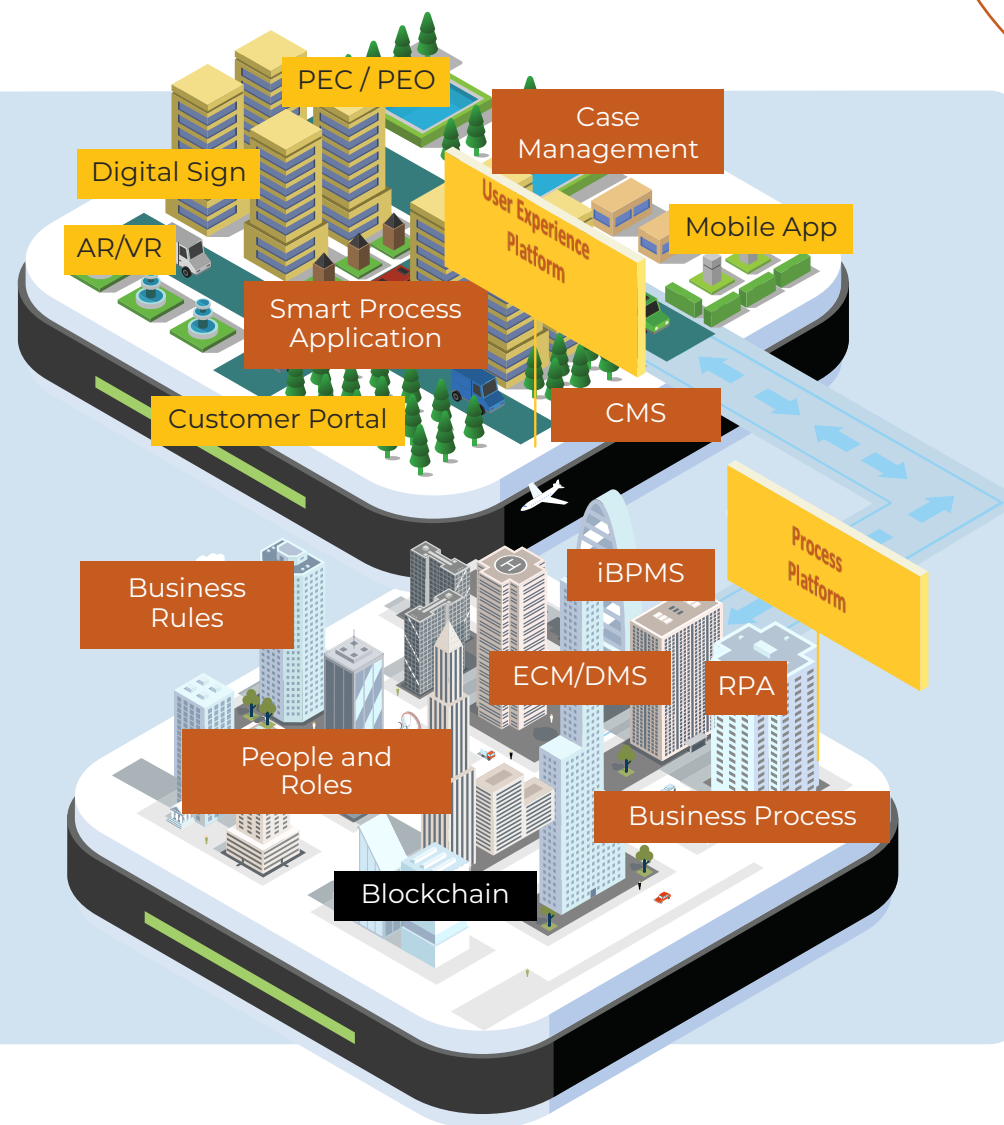 PEC / PEO
Case
Management
Digital Sign
User Experience
Platform
Mobile App
AR/VR
Smart Process
Application
Customer Portal
CMS
Process
Platform
iBPMS
Business
Rules
ECM/DMS
RPA
People and
Roles
Business Process
Blockchain
H